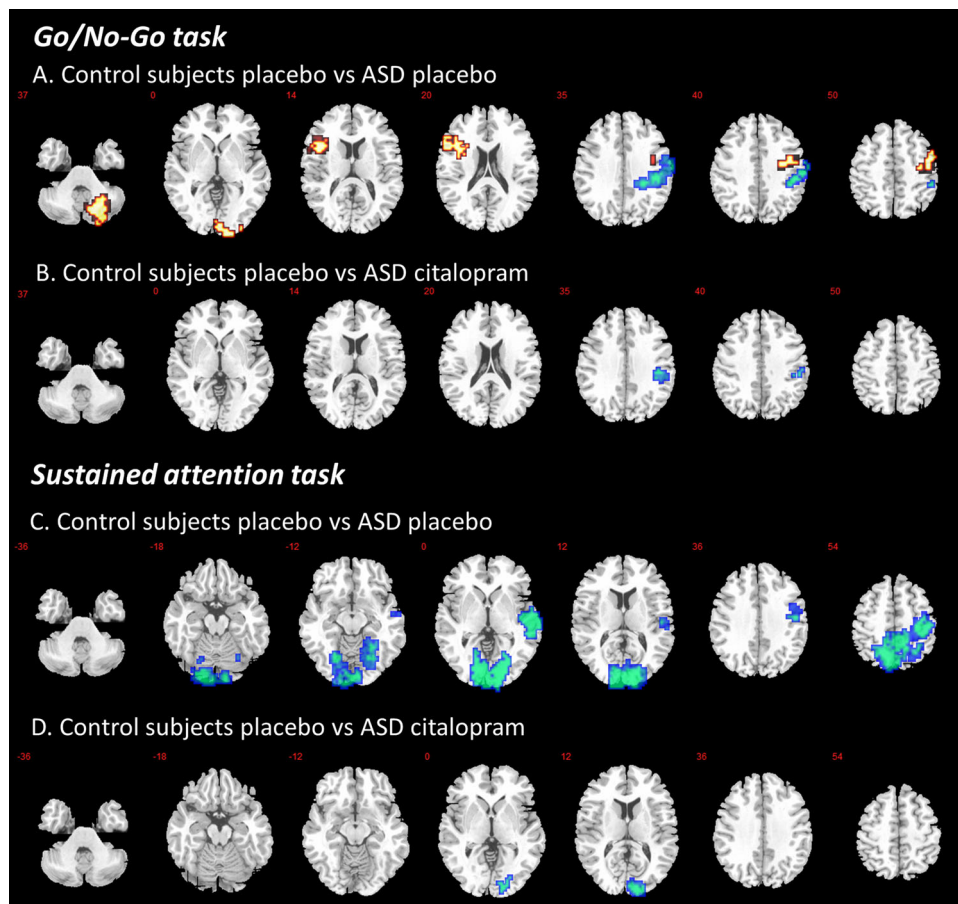 Go/No-Go task
A. Control subjects placebo vs ASD placebo
37 0 14 20 35 40 50
B. Control subjects placebo vs ASD citalopram
37 0 14 20 35 40 50
Sustained attention task
C. Control subjects placebo vs ASD placebo
-36 -18 -12 0 12 36 54
D. Control subjects placebo vs ASD citalopram
-36 -18 -12 0 12 36 54